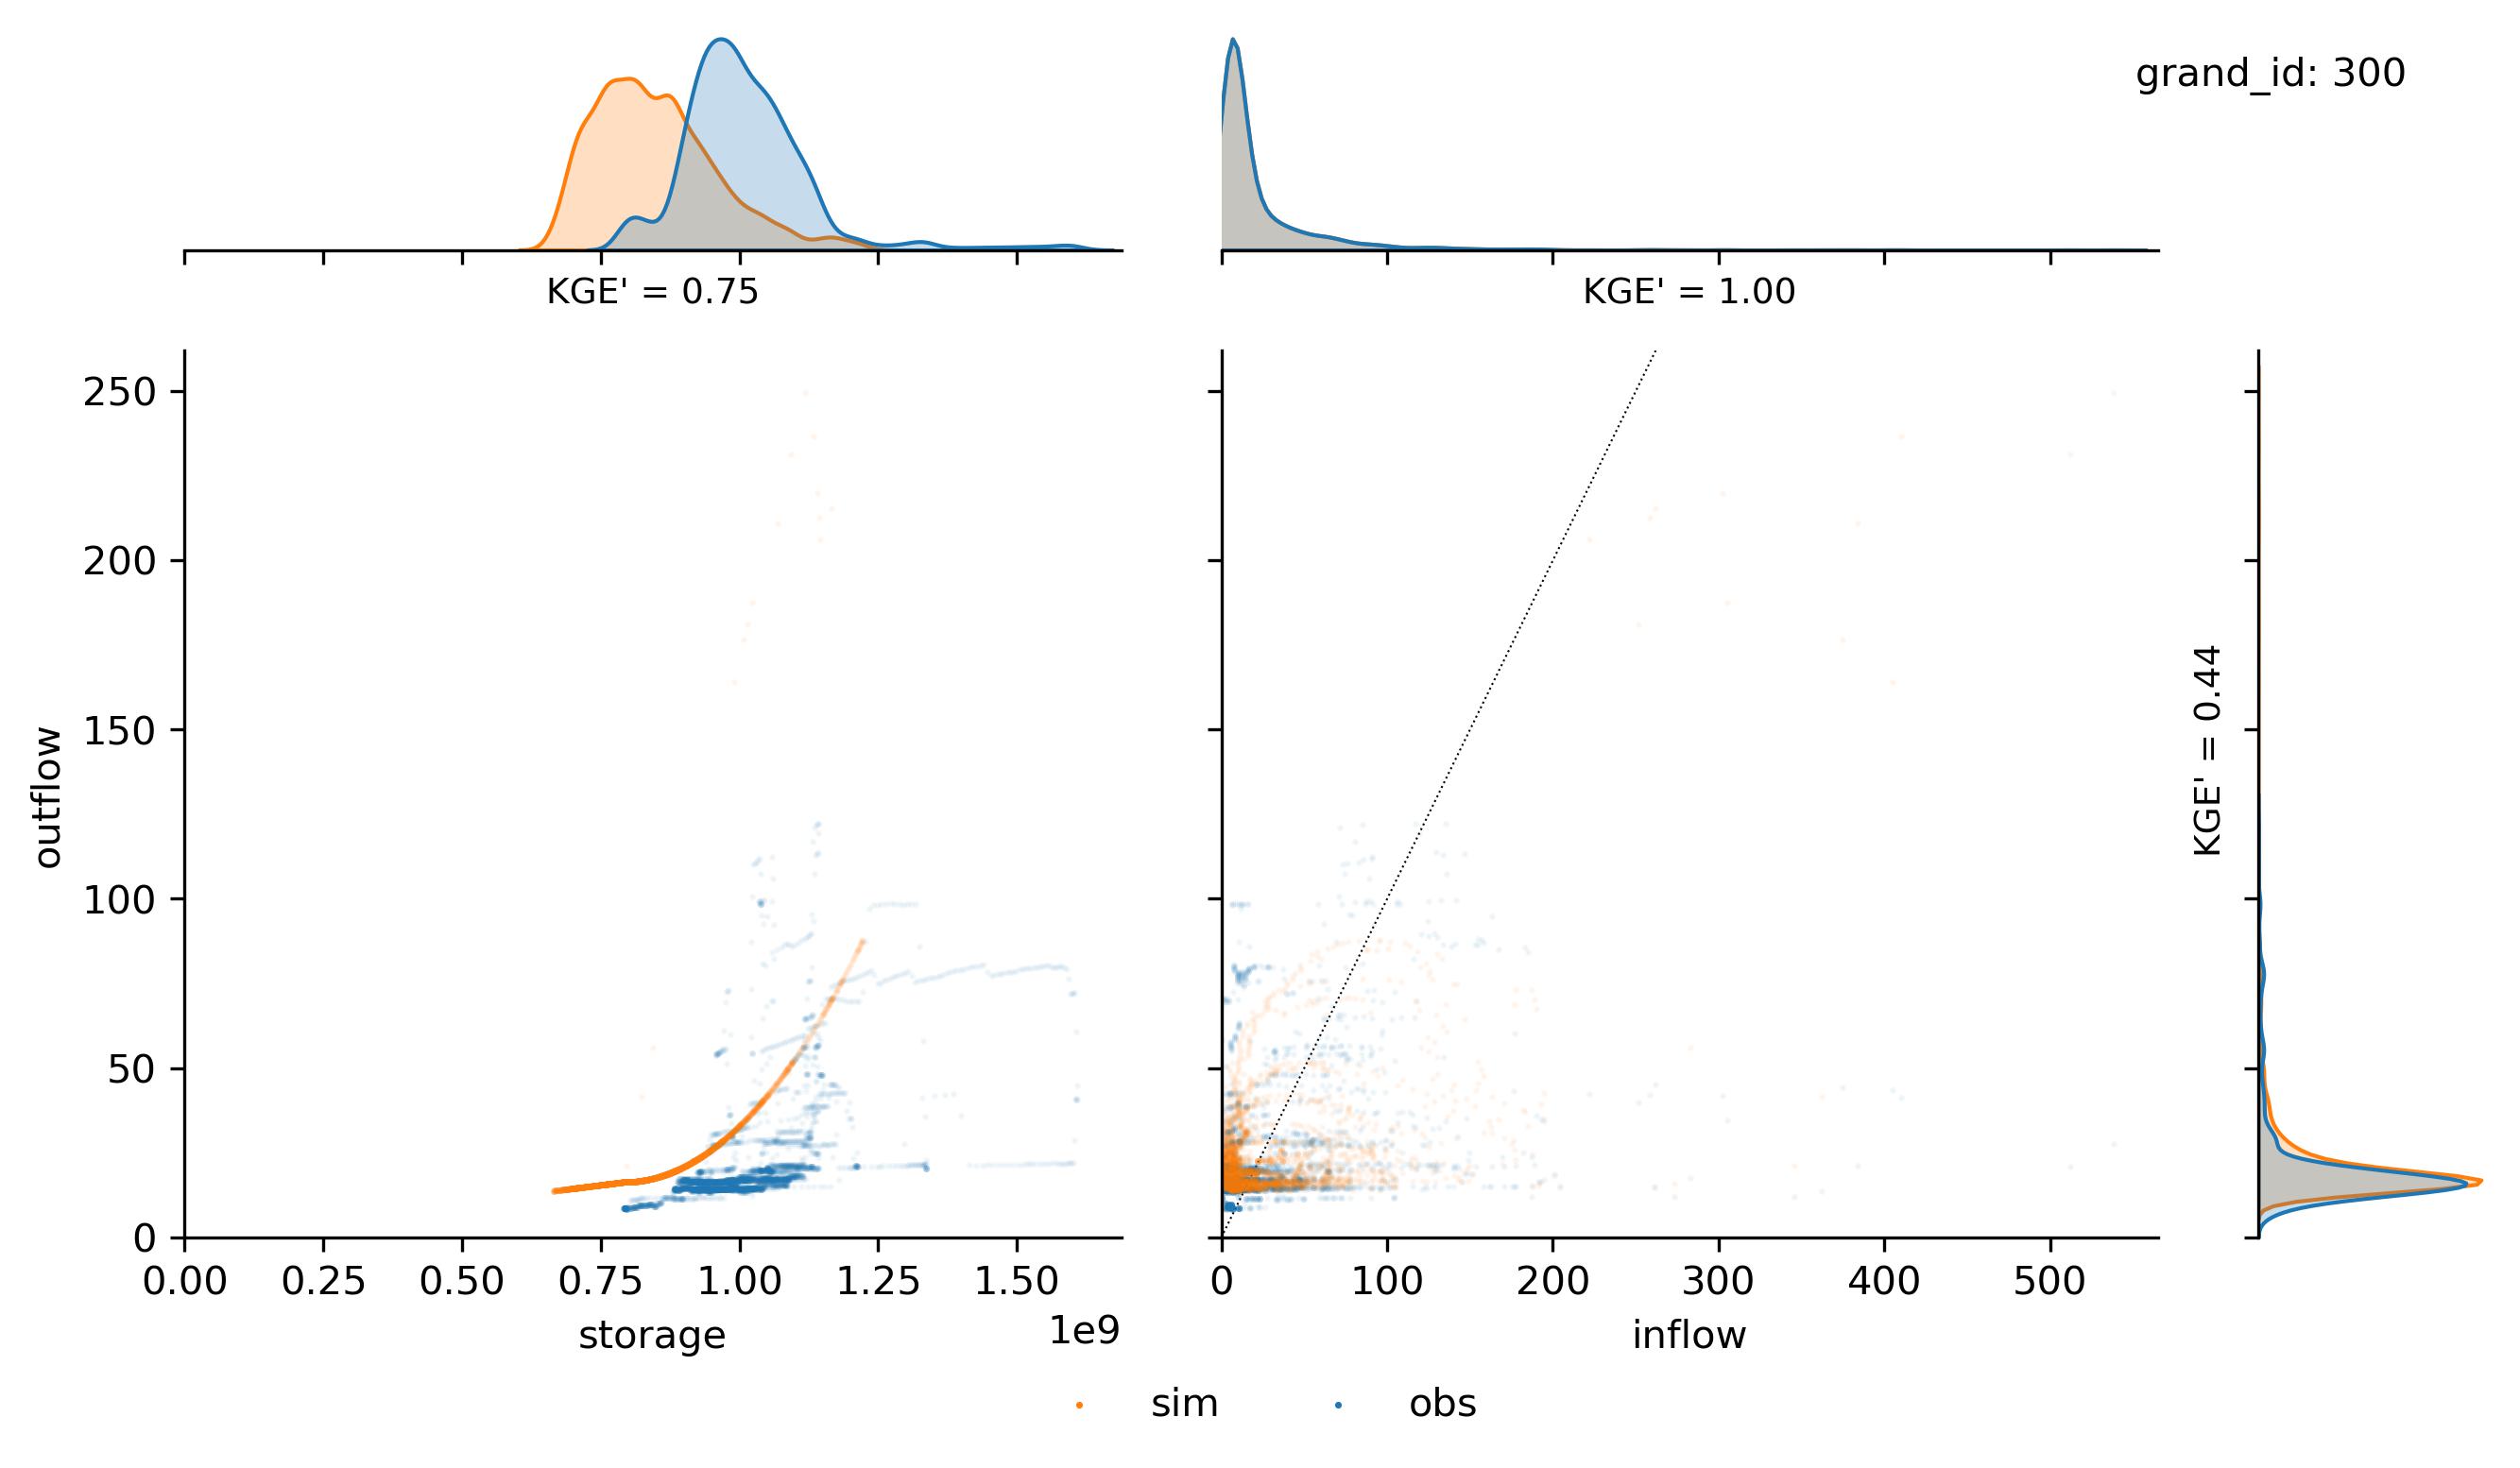 grand_id: 300
KGE' = 0.75
KGE' = 1.00
250
200
150
100
50
0
outflow
KGE' = 0.44
0.00 0.25 0.50 0.75 1.00 1.25 1.50
0 100 200 300 400 500
1e9
storage
inflow
sim obs